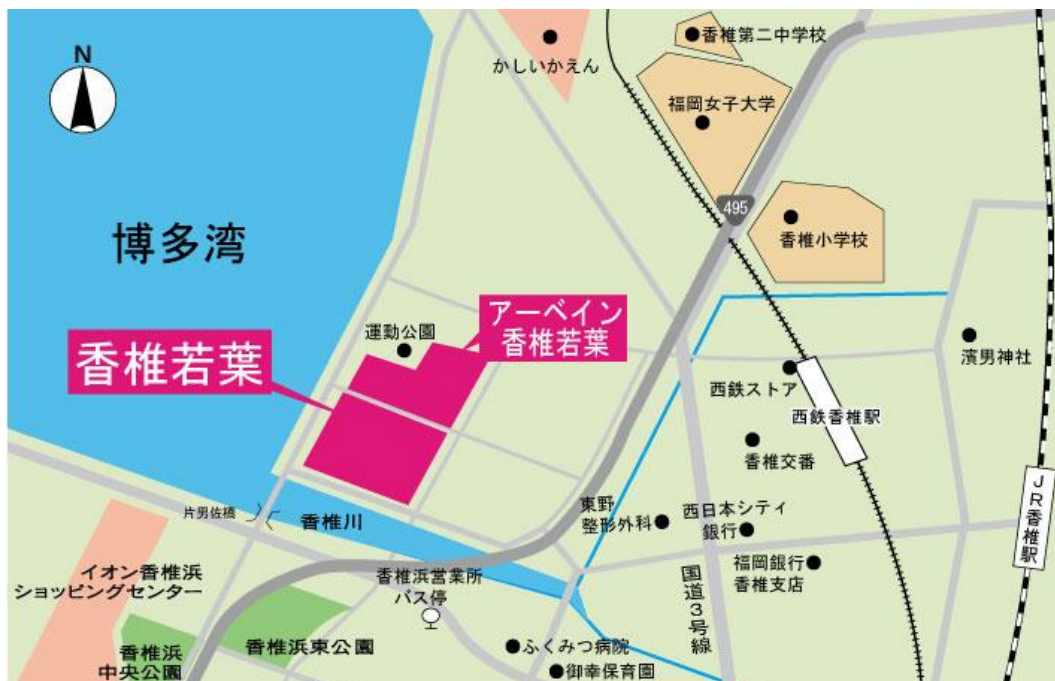 N
香椎第二中学校
かしいかえん
福岡女子大学
495
香椎小学校
博多湾
運動公園
アーベイン
香椎若葉
香椎若葉
濱男神社
西鉄ストア
西鉄香椎駅
香椎交番
JR香椎駅
片男佐橋
香椎川
東野
整形外科
西日本シティ
銀行
福岡銀行
香椎支店
国道3号線
イオン香椎浜
ショッピングセンター
香椎浜営業所
バス停
香椎浜東公園
香椎浜
中央公園
ふくみつ病院
御幸保育園